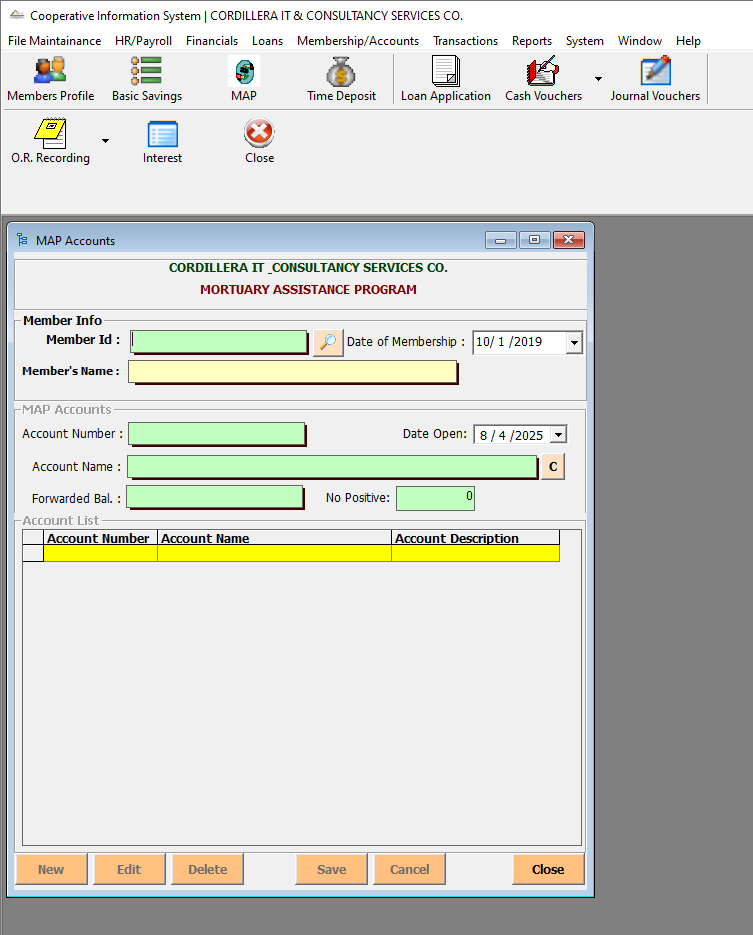 Cooperative Information System | CORDILLERA IT & CONSULTANCY SERVICES CO.
File Maintainance HR/Payroll Financials Loans Membership/Accounts Transactions Reports System Window Help
Members Profile Basic Savings MAP Time Deposit Loan Application Cash Vouchers Journal Vouchers
O.R. Recording Interest Close
MAP Accounts
CORDILLERA IT _CONSULTANCY SERVICES CO.
MORTUARY ASSISTANCE PROGRAM
Member Info
Member Id : Date of Membership : 10/ 1 /2019
Member's Name :
MAP Accounts
Account Number : Date Open: 8 / 4 /2025
Account Name : C
Forwarded Bal. : No Positive: 0
Account List
Account Number Account Name Account Description
New Edit Delete Save Cancel Close